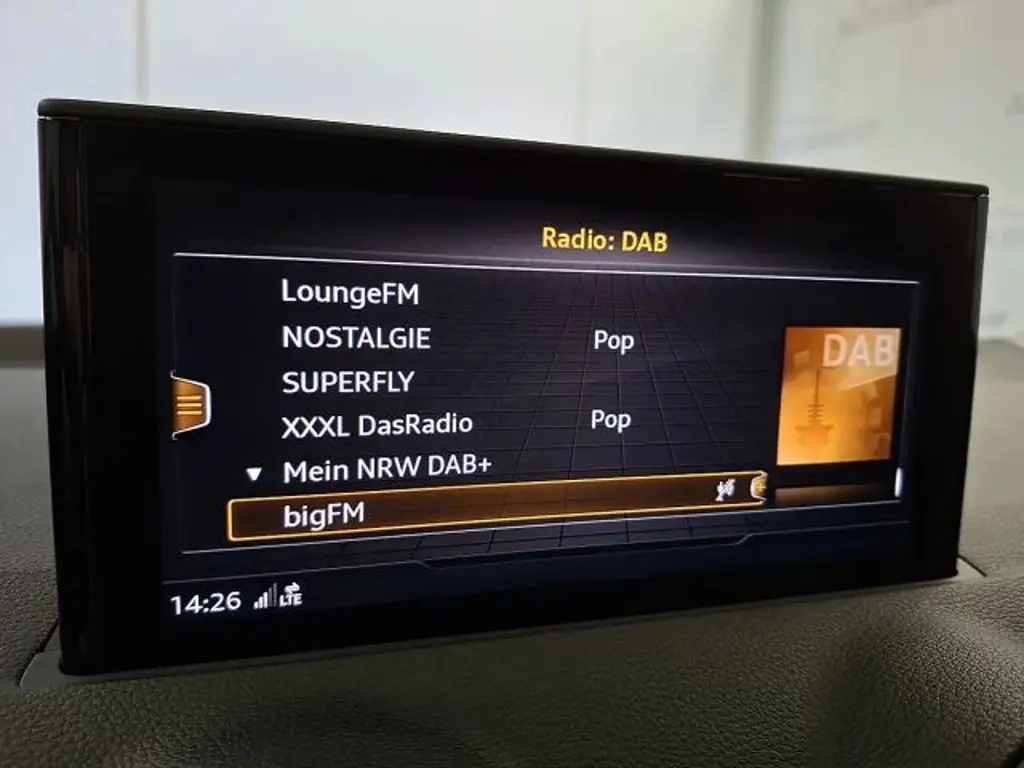 Radio: DAB
LoungeFM
NOSTALGIE Pop
DAB
SUPERFLY
XXXL DasRadio Pop
Mein NRW DAB+
bigFM
14:26 LTE